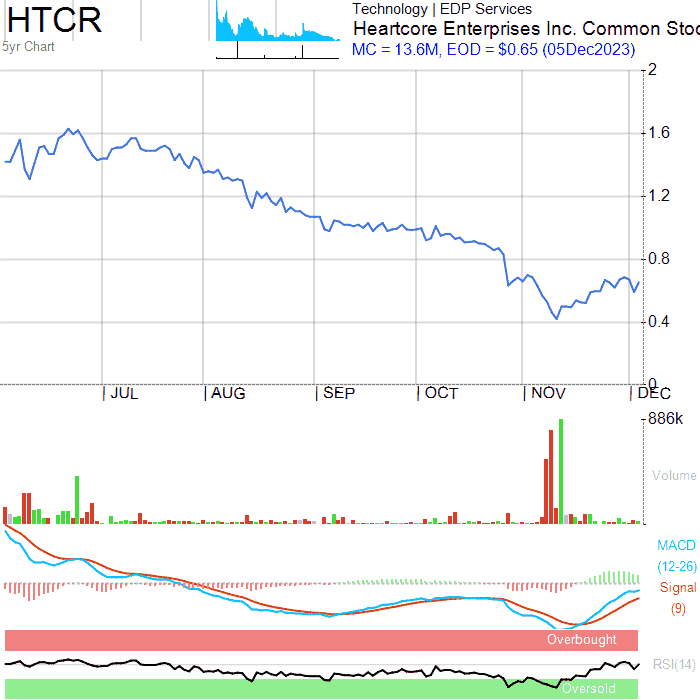 HTCR
5yr Chart
Technology | EDP Services
Heartcore Enterprises Inc. Common Stoc
MC = 13.6M, EOD = $0.65 (05Dec2023)
2
1.6
1.2
0.8
0.4
0
JUL
AUG
SEP
OCT
NOV
DEC
886k
Volume
MACD
(12-26)
Signal
(9)
Overbought
RSI(14)
Oversold